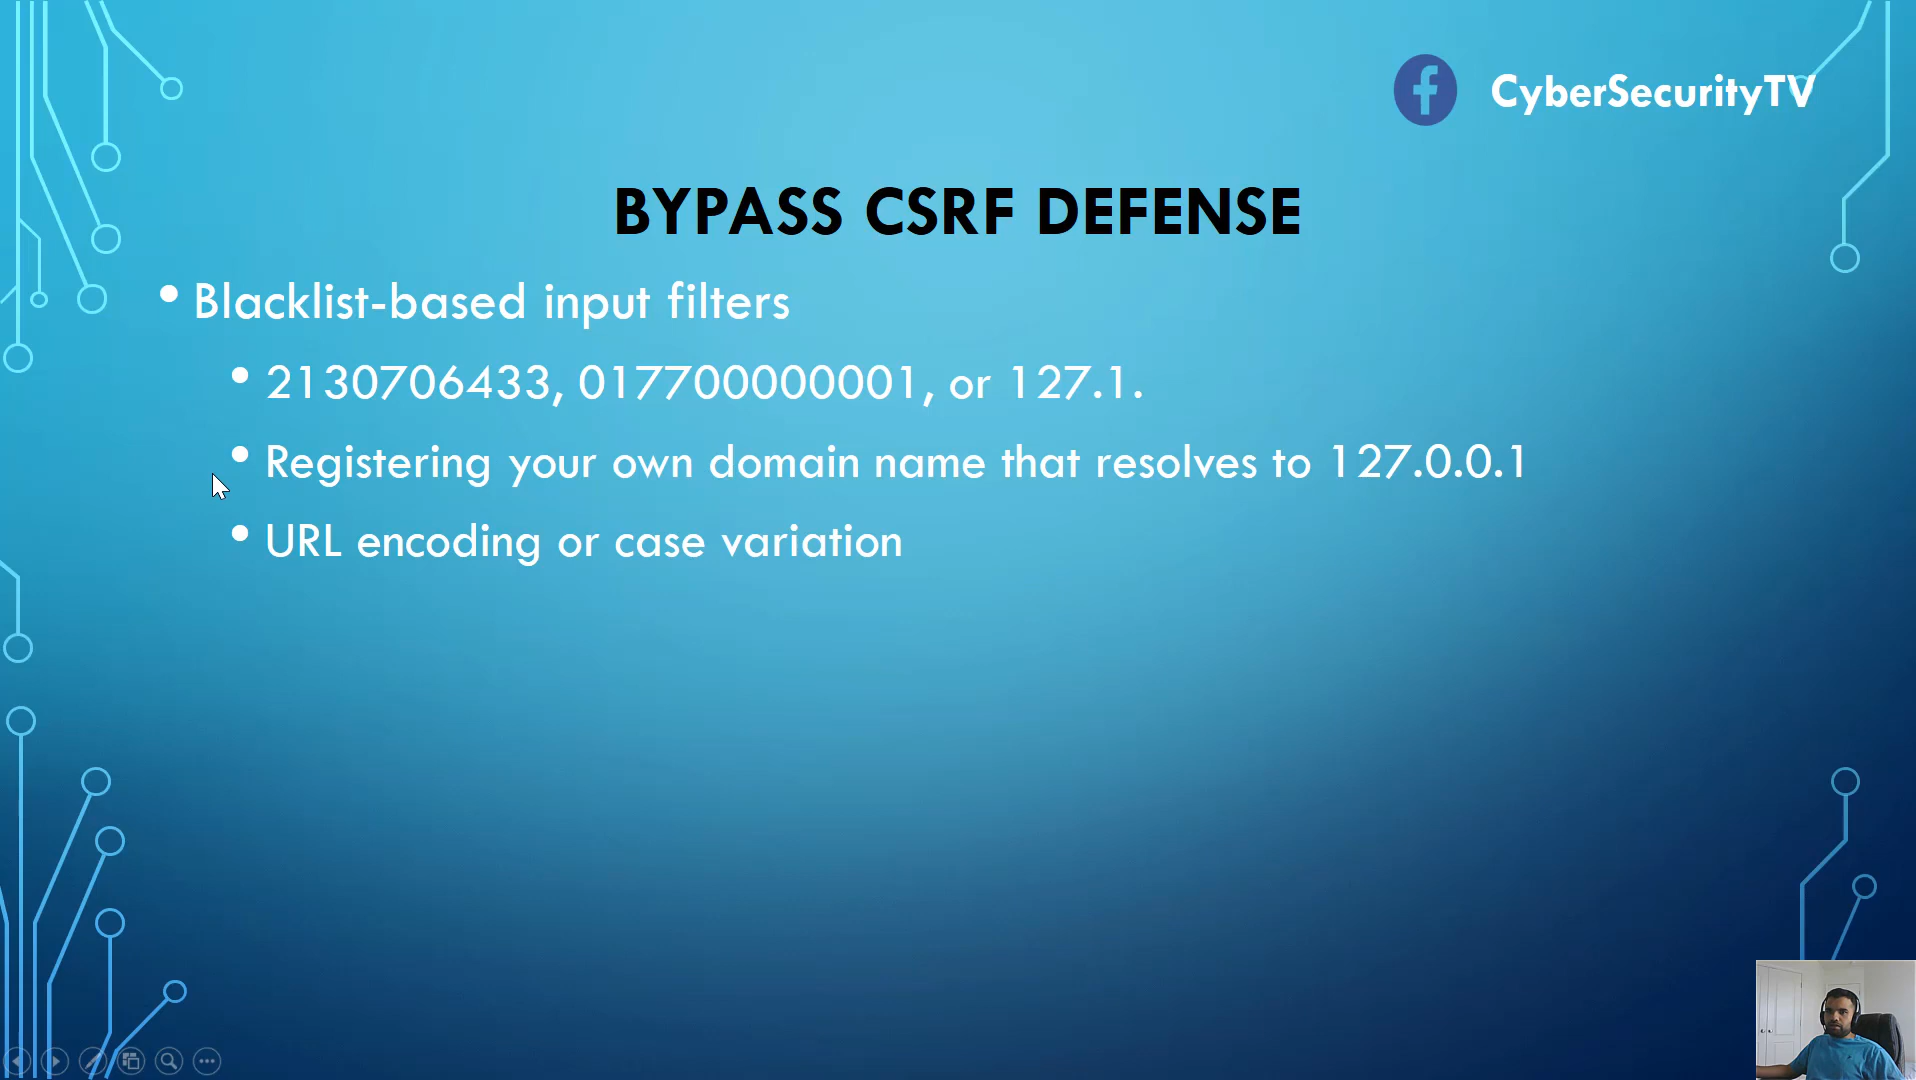 CyberSecurityTV
BYPASS CSRF DEFENSE
• Blacklist-based input filters
• 2130706433, 017700000001, or 127.1.
• Registering your own domain name that resolves to 127.0.0.1
• URL encoding or case variation